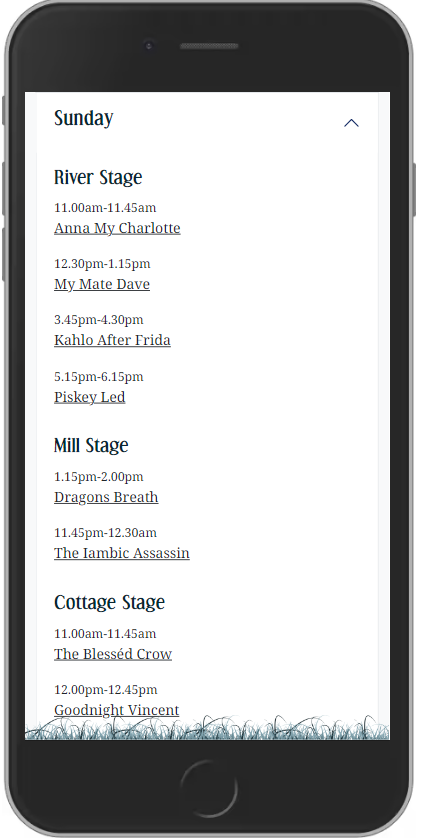 Sunday
River Stage
11.00am-11.45am
Anna My Charlotte
12.30pm-1.15pm
My Mate Dave
3.45pm-4.30pm
Kahlo After Frida
5.15pm-6.15pm
Piskey Led
Mill Stage
1.15pm-2.00pm
Dragons Breath
11.45pm-12.30am
The Iambic Assassin
Cottage Stage
11.00am-11.45am
The Blesséd Crow
12.00pm-12.45pm
Goodnight Vincent